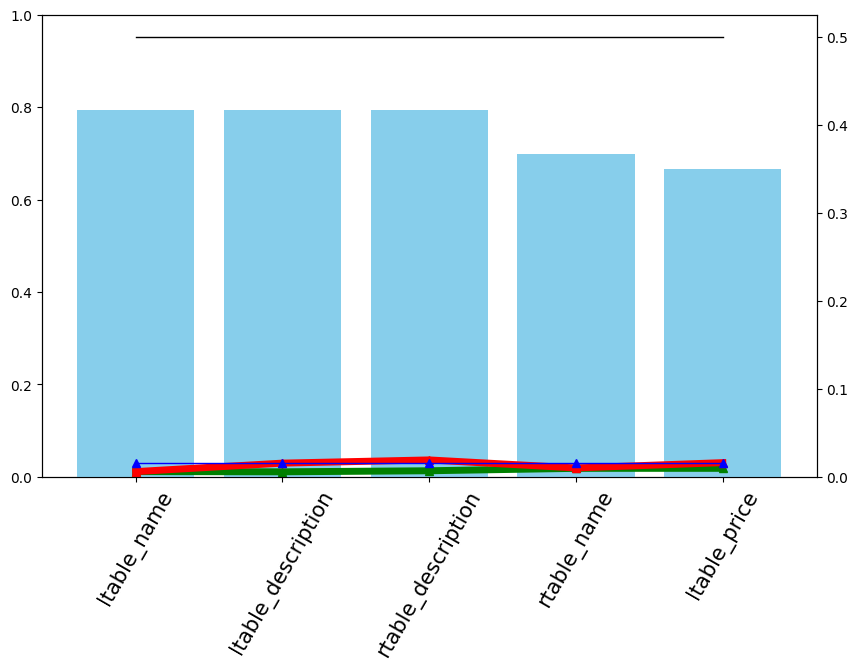 1.0
0.8
0.6
0.4
0.2
0.0
0.5
0.4
0.3
0.2
0.1
0.0
ltable_name
ltable_description
rtable_description
rtable_name
ltable_price